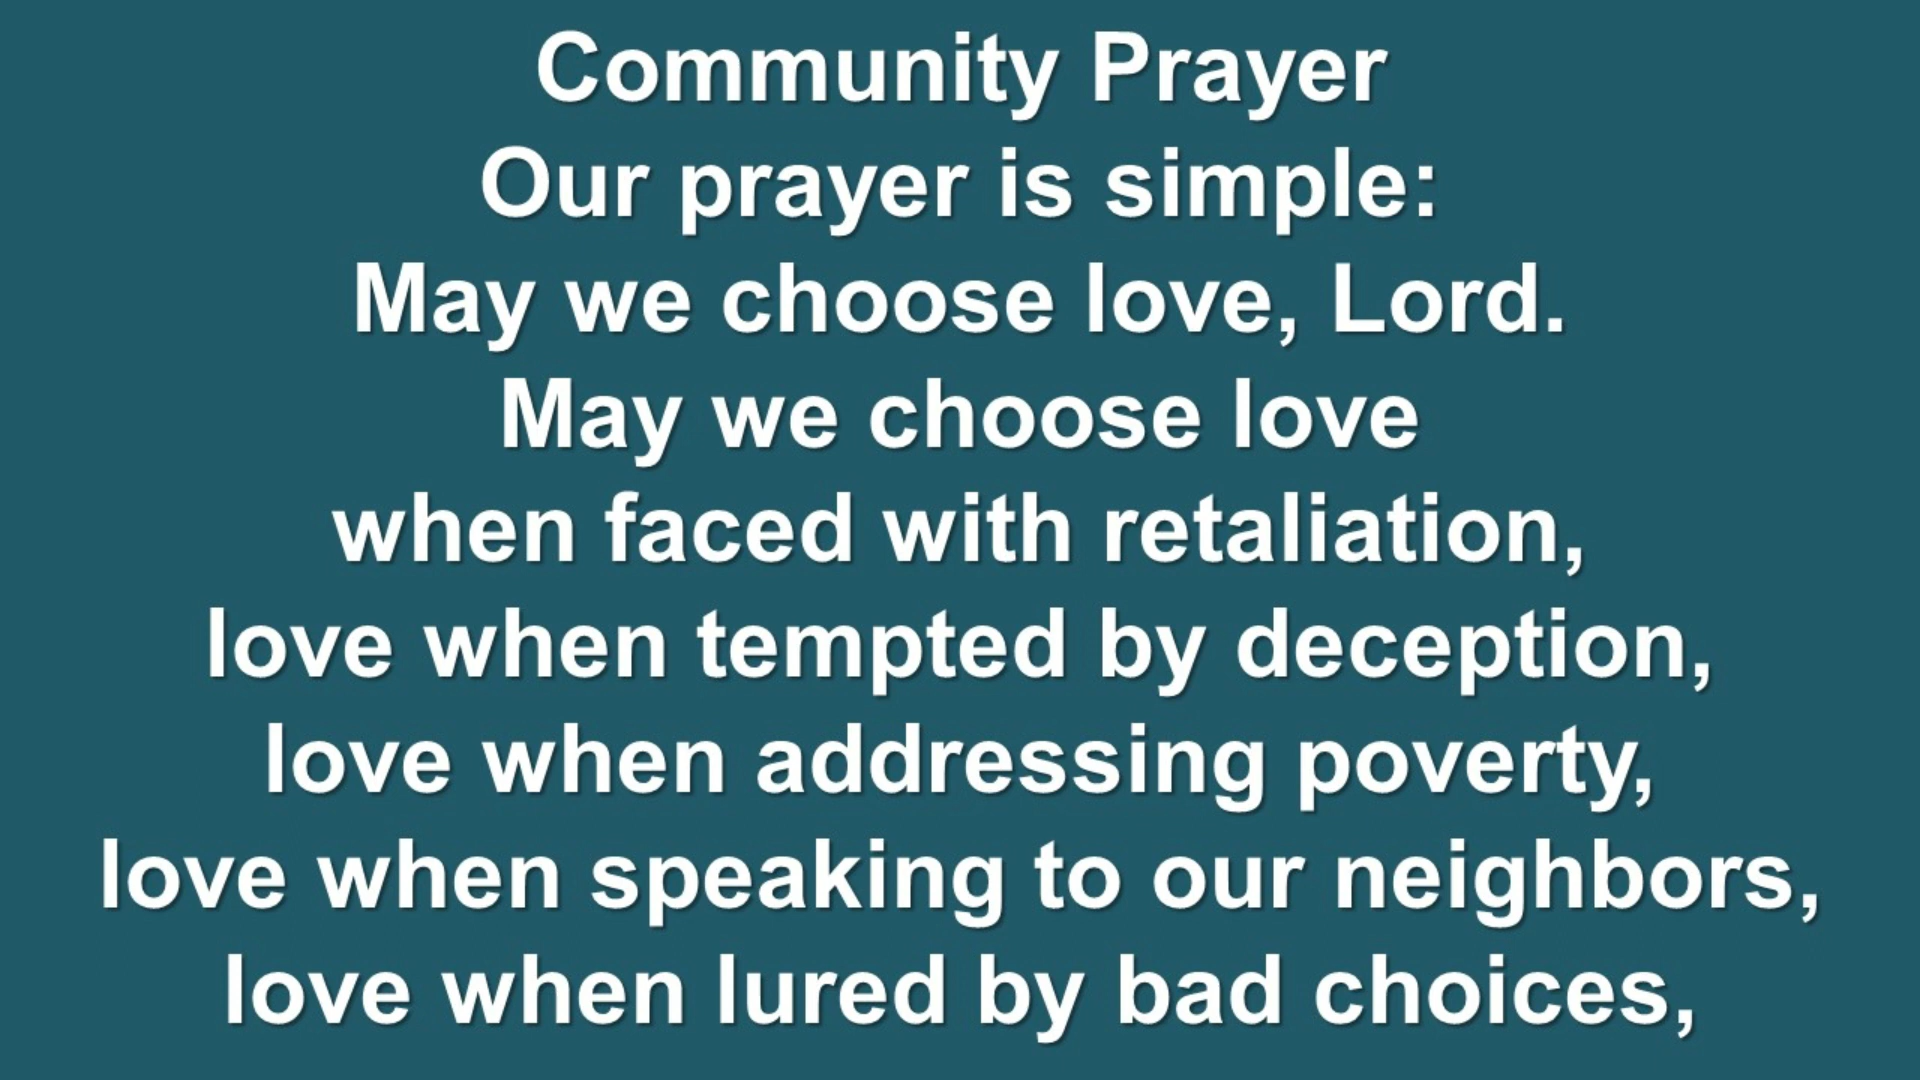 Community Prayer
Our prayer is simple:
May we choose love, Lord.
May we choose love
when faced with retaliation,
love when tempted by deception,
love when addressing poverty,
love when speaking to our neighbors,
love when lured by bad choices,